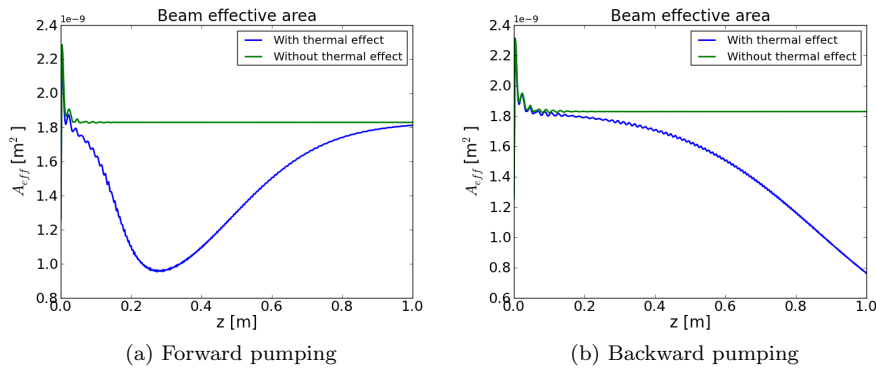 Beam effective area
1e−9
2.4
2.2
2.0
1.8
1.6
1.4
1.2
1.0
0.8
0.0
0.2
0.4
0.6
0.8
1.0
A_eff [m²]
z [m]
With thermal effect
Without thermal effect
(a) Forward pumping
Beam effective area
1e−9
2.4
2.2
2.0
1.8
1.6
1.4
1.2
1.0
0.8
0.6
0.0
0.2
0.4
0.6
0.8
1.0
A_eff [m²]
z [m]
With thermal effect
Without thermal effect
(b) Backward pumping